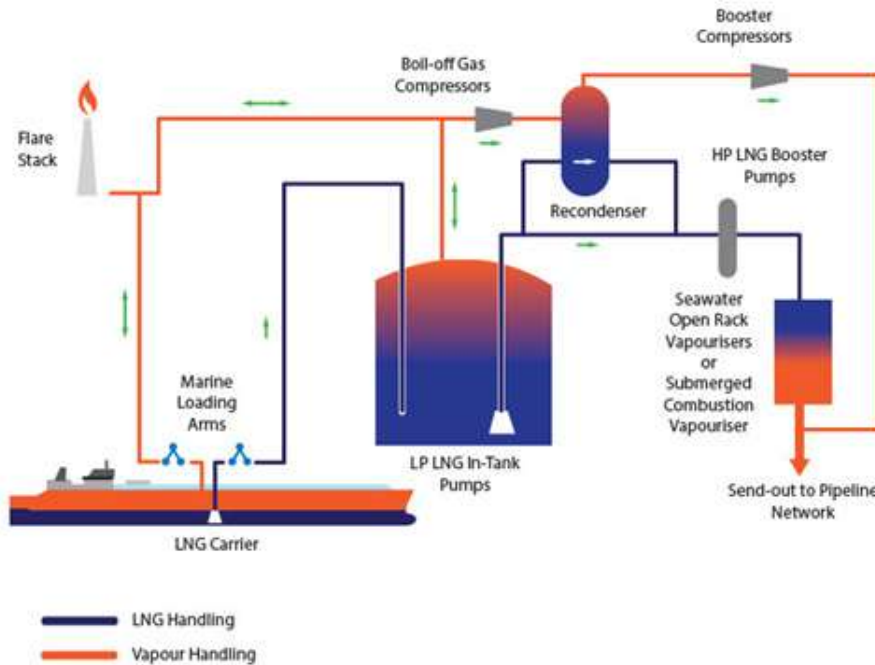 Booster
Compressors
Boil-off Gas
Compressors
Flare
Stack
HP LNG Booster
Pumps
Recondenser
Seawater
Open Rack
Vapourisers
or
Submerged
Combustion
Vapouriser
Marine
Loading
Arms
LP LNG In-Tank
Pumps
Send-out to Pipeline
Network
LNG Carrier
LNG Handling
Vapour Handling